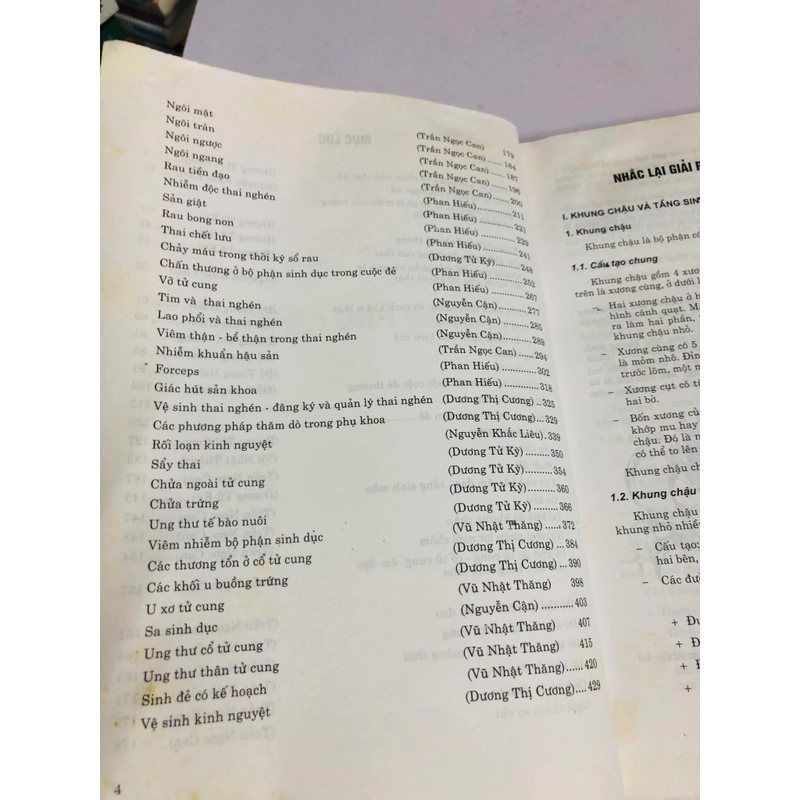 Ngôi mặt (Trần Ngọc Can) 179
Ngôi trán (Trần Ngọc Can) ..... 184
Ngôi ngược (Trần Ngọc Can) ..... 187
Ngôi ngang (Trần Ngọc Can) ..... 196
Rau tiền đạo (Trần Ngọc Can) ..... 200
Nhiễm độc thai nghén (Phan Hiếu) ..... 211
Sản giật (Phan Hiếu) ..... 221
Rau bong non (Phan Hiếu) ..... 229
Thai chết lưu (Phan Hiếu) ..... 241
Chảy máu trong thời kỳ sổ rau (Dương Tử Kỳ) ..... 248
Chấn thương ở bộ phận sinh dục trong cuộc đẻ (Phan Hiếu) ..... 252
Vỡ tử cung (Phan Hiếu) ..... 267
Tim và thai nghén (Nguyễn Cận) ..... 277
Lao phổi và thai nghén (Nguyễn Cận) ..... 285
Viêm thận - bể thận trong thai nghén (Nguyễn Cận) ..... 289
Nhiễm khuẩn hậu sản (Trần Ngọc Can) ..... 294
Forceps (Phan Hiếu) ..... 302
Giác hút sản khoa (Phan Hiếu) ..... 318
Vệ sinh thai nghén - đăng ký và quản lý thai nghén (Dương Thị Cương) .. 325
Các phương pháp thăm dò trong phụ khoa (Dương Thị Cương) ...329
Rối loạn kinh nguyệt (Nguyễn Khắc Liêu). 339
Sẩy thai (Dương Tử Kỳ) ..... 350
Chửa ngoài tử cung (Dương Tử Kỳ) ..... 354
Chửa trứng (Dương Tử Kỳ) ..... 360
Ung thư tế bào nuôi (Dương Tử Kỳ) ..... 366
Viêm nhiễm bộ phận sinh dục (Vũ Nhật Thăng) ..... 372
Các thương tổn ở cổ tử cung (Dương Thị Cương) ... 384
Các khối u buồng trứng (Dương Thị Cương) ...390
U xơ tử cung (Vũ Nhật Thăng) 398
Sa sinh dục (Nguyễn Cận) ........... 403
Ung thư cổ tử cung (Vũ Nhật Thăng) 407
Ung thư thân tử cung (Vũ Nhật Thăng) 415
Sinh đẻ có kế hoạch (Vũ Nhật Thăng)...... 420
Vệ sinh kinh nguyệt (Dương Thị Cương) ... 429
4
NHẮC LẠI GIẢI
I. KHUNG CHẬU VÀ TẦNG SIN
1. Khung chậu
Khung chậu là bộ phận
1.1. Cấu tạo chung
Khung chậu gồm 4 xươ
trên là xương cùng, ở dưới
– Hai xương chậu ở
hình cánh quạt.
ra làm hai phần,
khung chậu nhỏ.
– Xương cùng có 5
là mỏm nhô.
trước lõm, một
– Xương cụt có
hai bờ.
– Bốn xương
khớp mu hay
chậu. Đó là
có thể to lên
Khung chậu
1.2. Khung chậu
Khung chậu
khung nhỏ nhiề
– Cấu tạo:
hai bên,
– Các đư
+
+
+
+